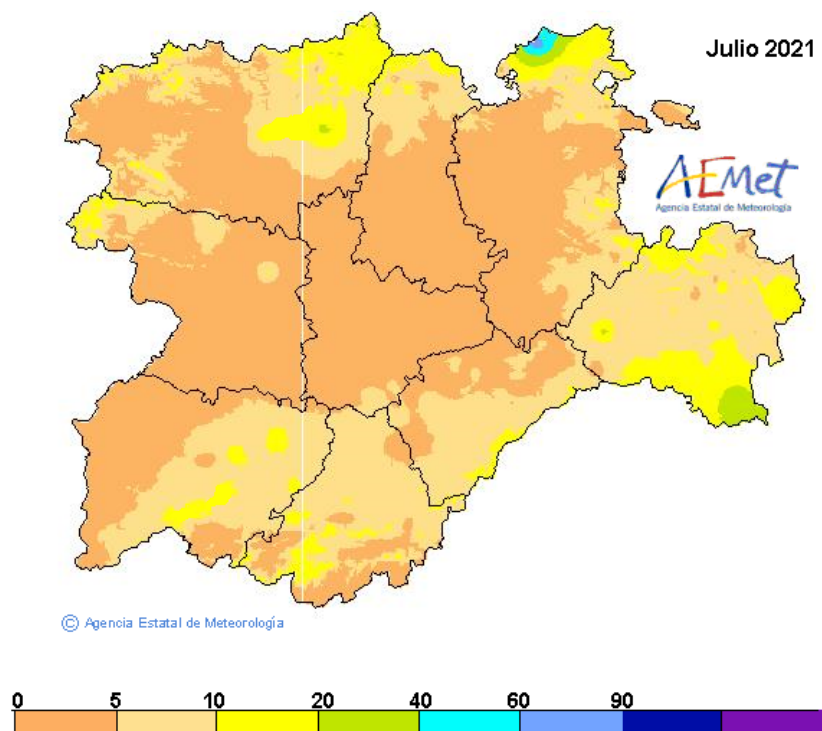 Julio 2021
AEmet
Agencia Estatal de Meteorología
© Agencia Estatal de Meteorología
0 5 10 20 40 60 90